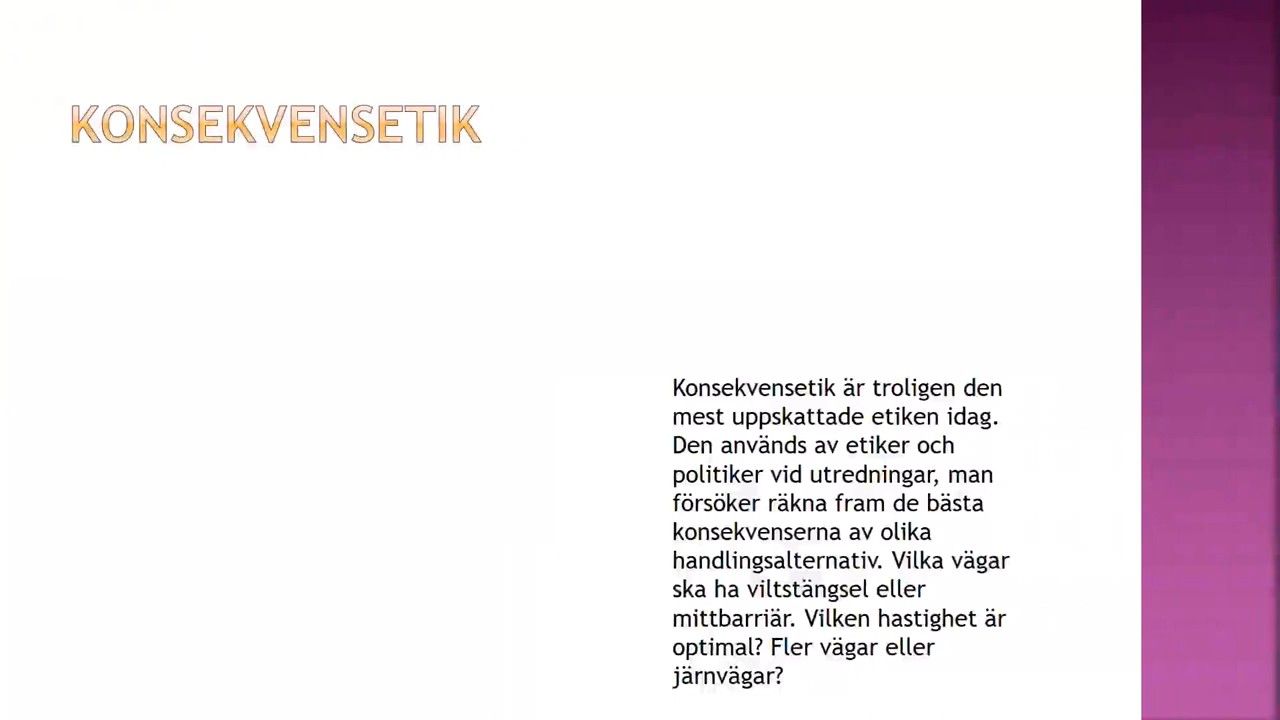 KONSEKVENSETIK
Konsekvensetik är troligen den
mest uppskattade etiken idag.
Den används av etiker och
politiker vid utredningar, man
försöker räkna fram de bästa
konsekvenserna av olika
handlingsalternativ. Vilka vägar
ska ha viltstängsel eller
mittbarriär. Vilken hastighet är
optimal? Fler vägar eller
järnvägar?